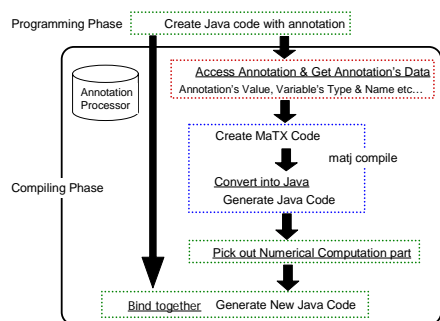 Programming Phase
Create Java code with annotation
Access Annotation & Get Annotation's Data
Annotation's Value, Variable's Type & Name etc…
Annotation
Processor
Create MaTX Code
matj compile
Compiling Phase
Convert into Java
Generate Java Code
Pick out Numerical Computation part
Bind together Generate New Java Code